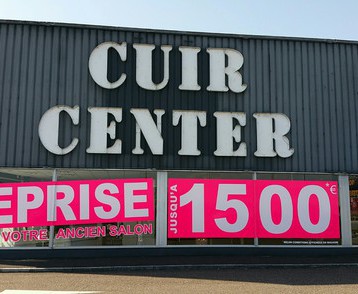 CUIR
CENTER
EPRISE
VOTRE ANCIEN SALON
JUSQU'A
1500
*€